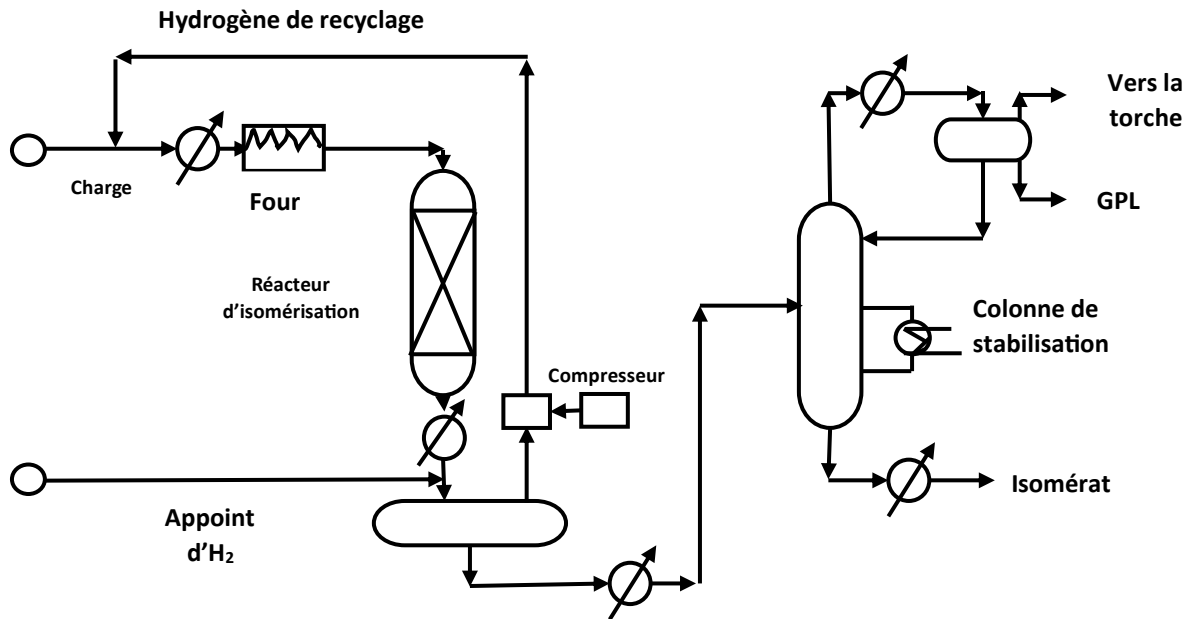 Hydrogène de recyclage
Vers la
torche
Charge
Four
GPL
Réacteur
d'isomérisation
Colonne de
stabilisation
Compresseur
Isomérat
Appoint
d'H₂